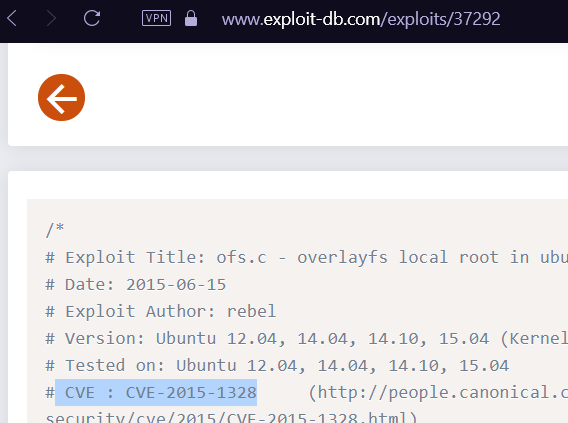 VPN www.exploit-db.com/exploits/37292
/*
# Exploit Title: ofs.c - overlayfs local root in ubu
# Date: 2015-06-15
# Exploit Author: rebel
# Version: Ubuntu 12.04, 14.04, 14.10, 15.04 (Kernel
# Tested on: Ubuntu 12.04, 14.04, 14.10, 15.04
# CVE : CVE-2015-1328     (http://people.canonical.c
security/cve/2015/CVE-2015-1328.html)